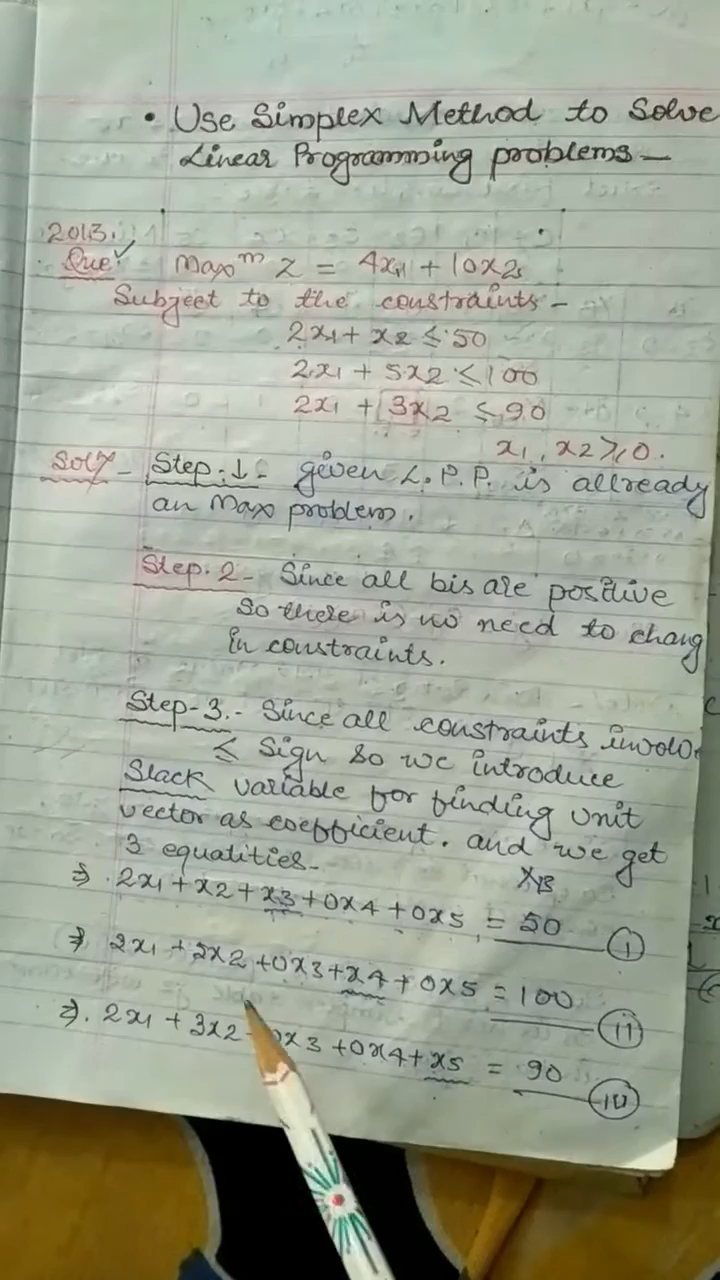 • Use Simplex Method to Solve
Linear Programming problems—
2013.
Que✓ Maxᵐ Z = 4x₁ + 10x₂
Subject to the constraints -
2x₁ + x₂ ≤ 50
2x₁ + 5x₂ ≤ 100
2x₁ + 3x₂ ≤ 90
x₁, x₂ ≥ 0.
Solⁿ- Step.1- given L.P.P. is allready
an Max problem.
Step.2- Since all bis are positive
So there is no need to chang
in constraints.
Step-3.- Since all constraints involv
≤ Sign so we introduce
Slack variable for finding unit
vector as coefficient. and we get
3 equalities-
XB
⇒ 2x₁ + x₂ + x₃ + 0x₄ + 0x₅ = 50 —(I)
⇒ 2x₁ + 5x₂ + 0x₃ + x₄ + 0x₅ = 100 —(II)
⇒. 2x₁ + 3x₂ 0x₃ + 0x₄ + x₅ = 90 —(III)